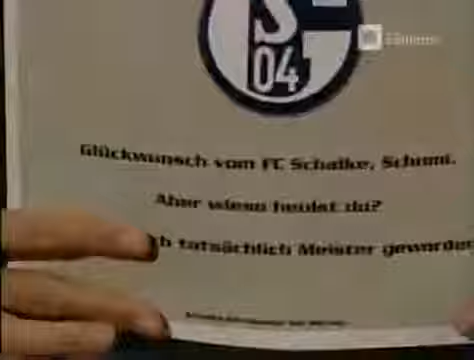 S
04
Glückwunsch vom FC Schalke, Schumi.
Aber wieso heulst du?
tatsächlich Meister geworden